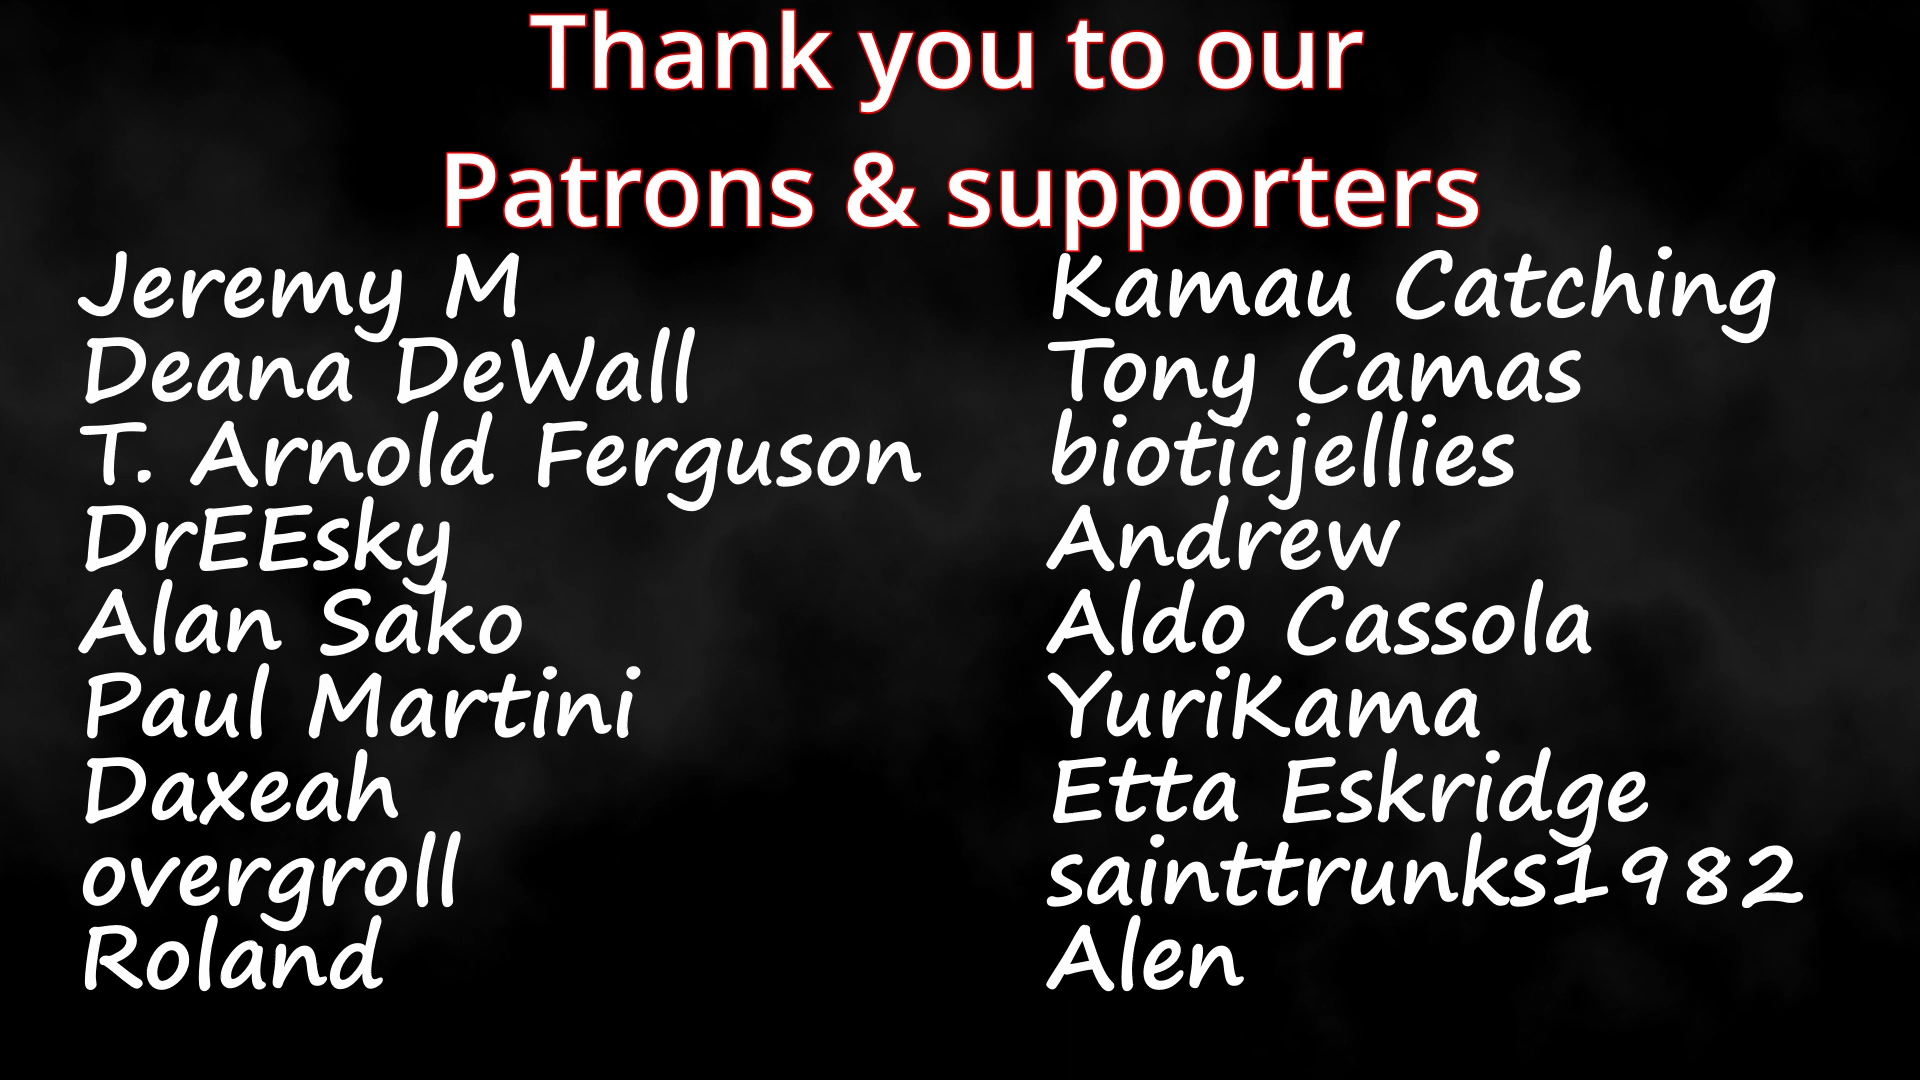 Thank you to our
Patrons & supporters
Jeremy M
Deana DeWall
T. Arnold Ferguson
DrEEsky
Alan Sako
Paul Martini
Daxeah
overgroll
Roland
Kamau Catching
Tony Camas
bioticjellies
Andrew
Aldo Cassola
YuriKama
Etta Eskridge
sainttrunks1982
Alen